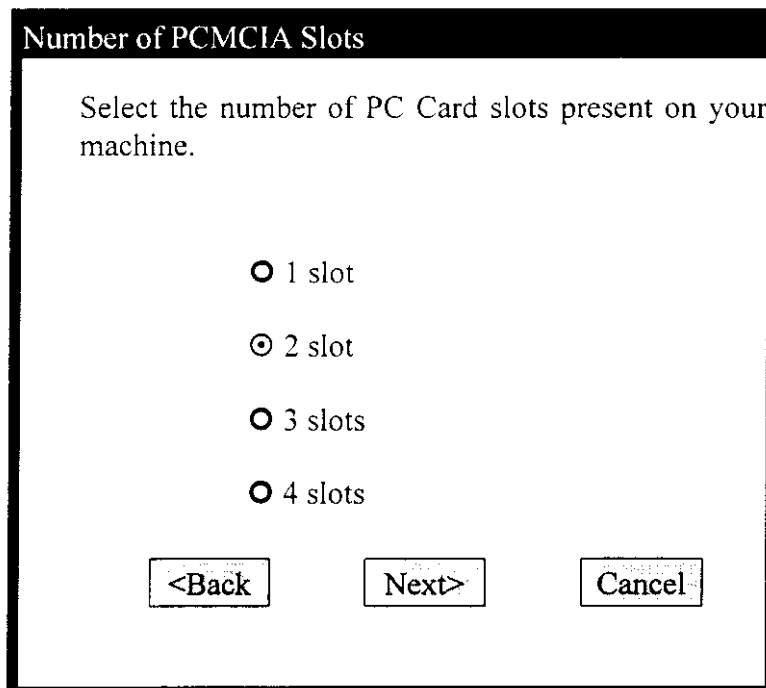 Number of PCMCIA Slots
Select the number of PC Card slots present on your
machine.
1 slot
2 slot
3 slots
4 slots
<Back Next> Cancel